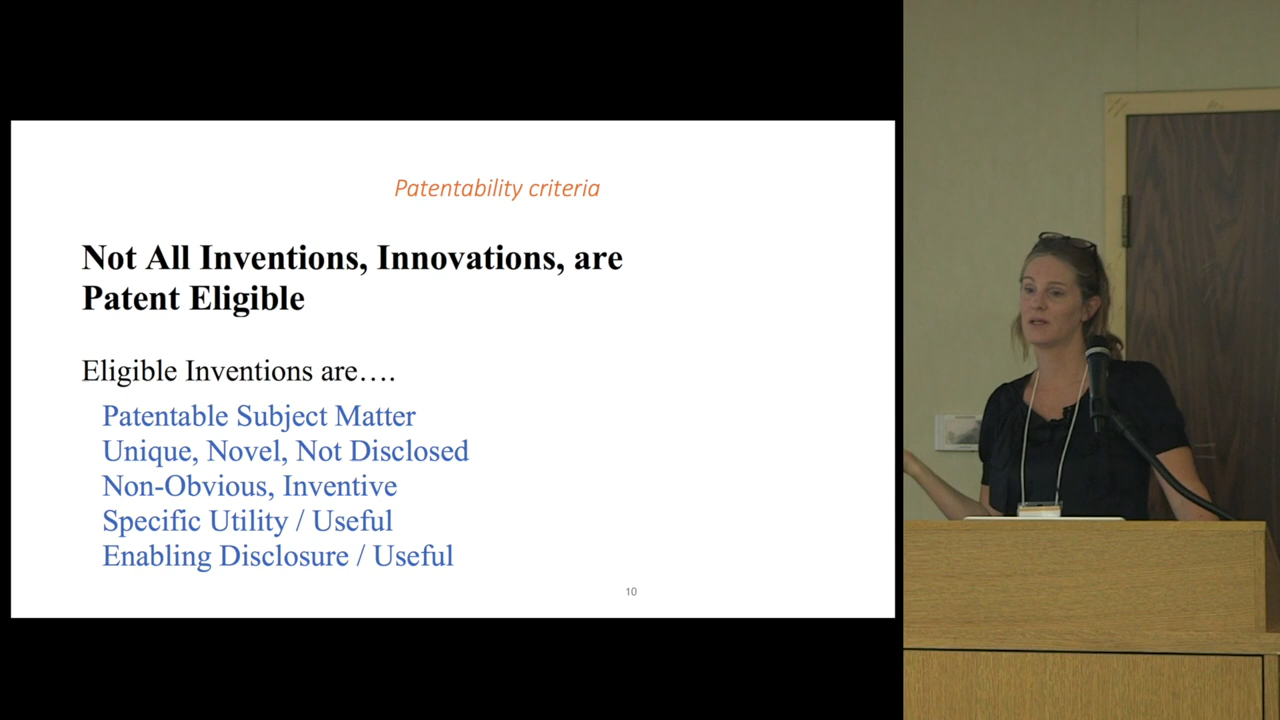 Patentability criteria
Not All Inventions, Innovations, are
Patent Eligible
Eligible Inventions are….
Patentable Subject Matter
Unique, Novel, Not Disclosed
Non-Obvious, Inventive
Specific Utility / Useful
Enabling Disclosure / Useful
10